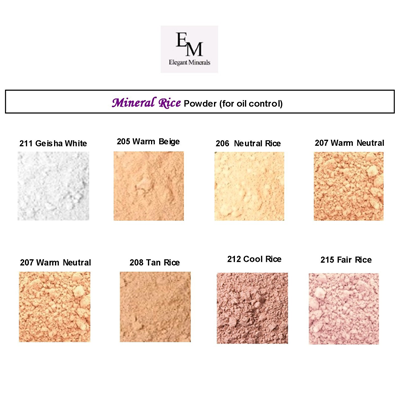 EM
Elegant Minerals
Mineral Rice Powder (for oil control)
211 Geisha White
205 Warm Beige
206 Neutral Rice
207 Warm Neutral
207 Warm Neutral
208 Tan Rice
212 Cool Rice
215 Fair Rice